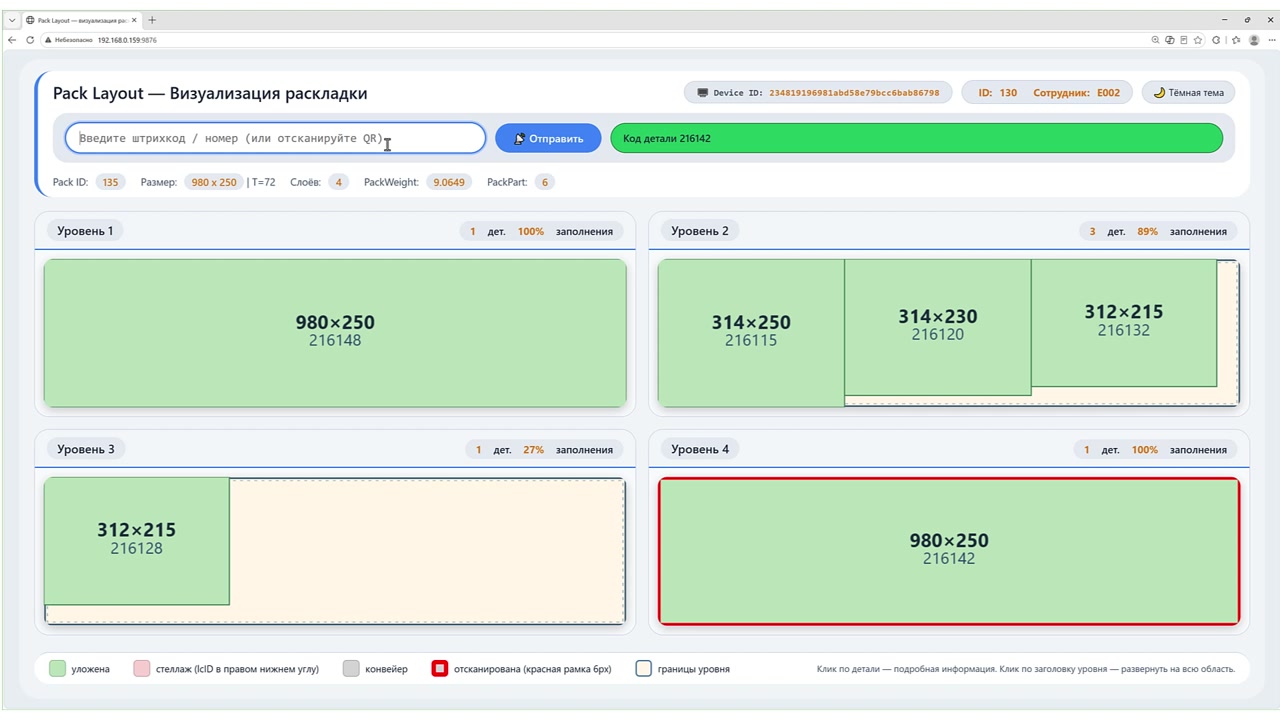 Pack Layout — визуализация рас
Небезопасно 192.168.0.159:9876
Pack Layout — Визуализация раскладки
Device ID: 234819196981abd58e79bcc6bab86798
ID: 130 Сотрудник: E002
Тёмная тема
Введите штрихкод / номер (или отсканируйте QR)
Отправить
Код детали 216142
Pack ID: 135 Размер: 980 x 250 | T=72 Слоёв: 4 PackWeight: 9.0649 PackPart: 6
Уровень 1 1 дет. 100% заполнения
980×250
216148
Уровень 2 3 дет. 89% заполнения
314×250
216115
314×230
216120
312×215
216132
Уровень 3 1 дет. 27% заполнения
312×215
216128
Уровень 4 1 дет. 100% заполнения
980×250
216142
уложена
стеллаж (lcID в правом нижнем углу)
конвейер
отсканирована (красная рамка 6px)
границы уровня
Клик по детали — подробная информация. Клик по заголовку уровня — развернуть на всю область.